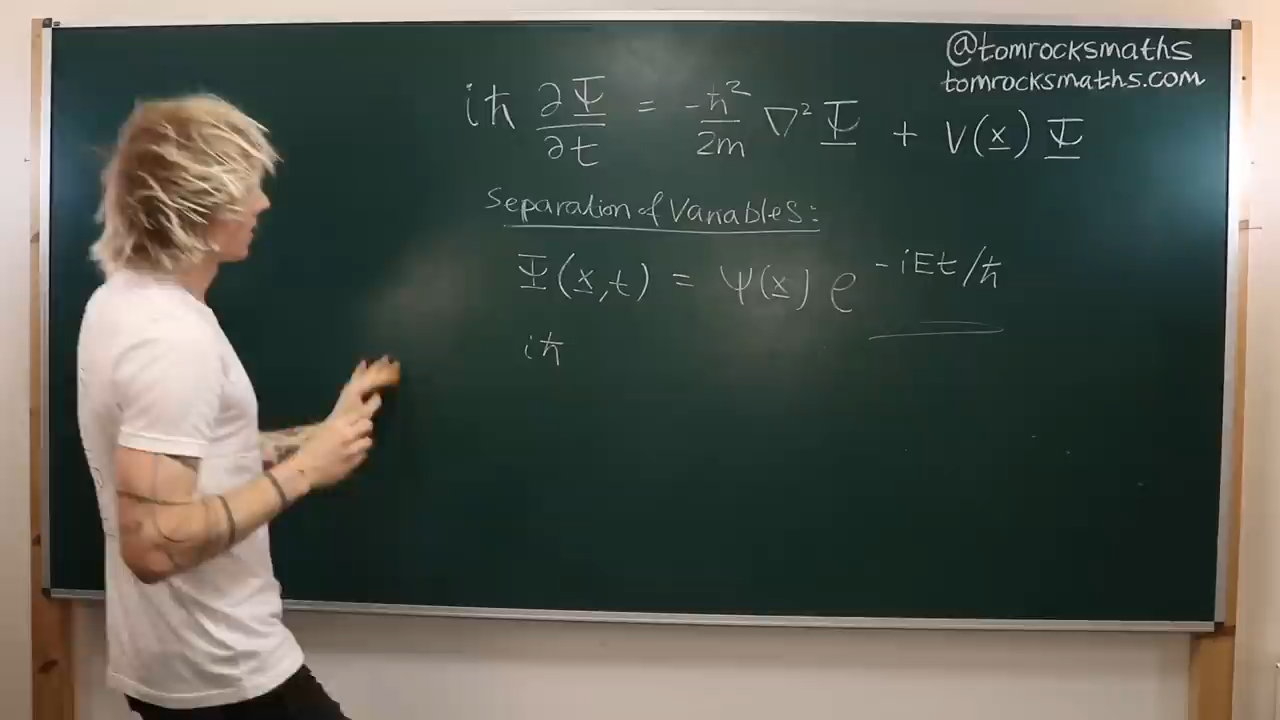 @tomrocksmaths
tomrocksmaths.com
iħ ∂Ψ/∂t = -ħ²/2m ∇²Ψ + V(x)Ψ
Separation of Variables:
Ψ(x,t) = ψ(x) e^-iEt/ħ
iħ